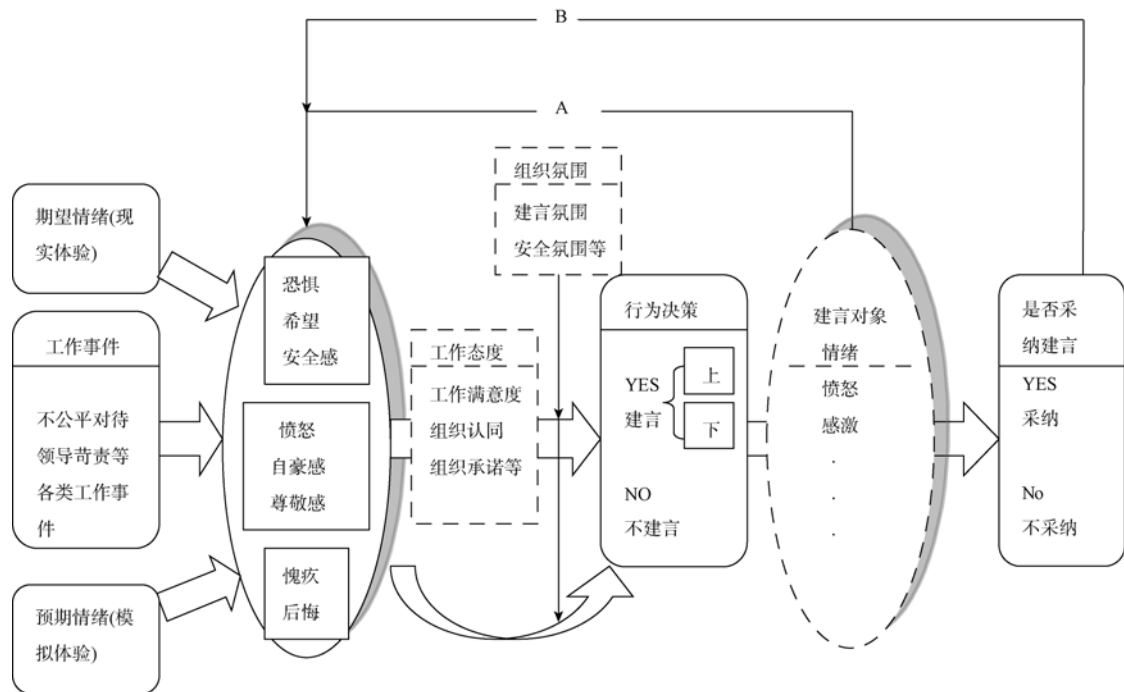 B
A
组织氛围
建言氛围
安全氛围等
期望情绪(现
实体验)
工作事件
不公平对待
领导苛责等
各类工作事
件
预期情绪(模
拟体验)
恐惧
希望
安全感
愤怒
自豪感
尊敬感
愧疚
后悔
工作态度
工作满意度
组织认同
组织承诺等
行为决策
YES
建言
上
下
NO
不建言
建言对象
情绪
愤怒
感激
.
.
.
是否采
纳建言
YES
采纳
No
不采纳